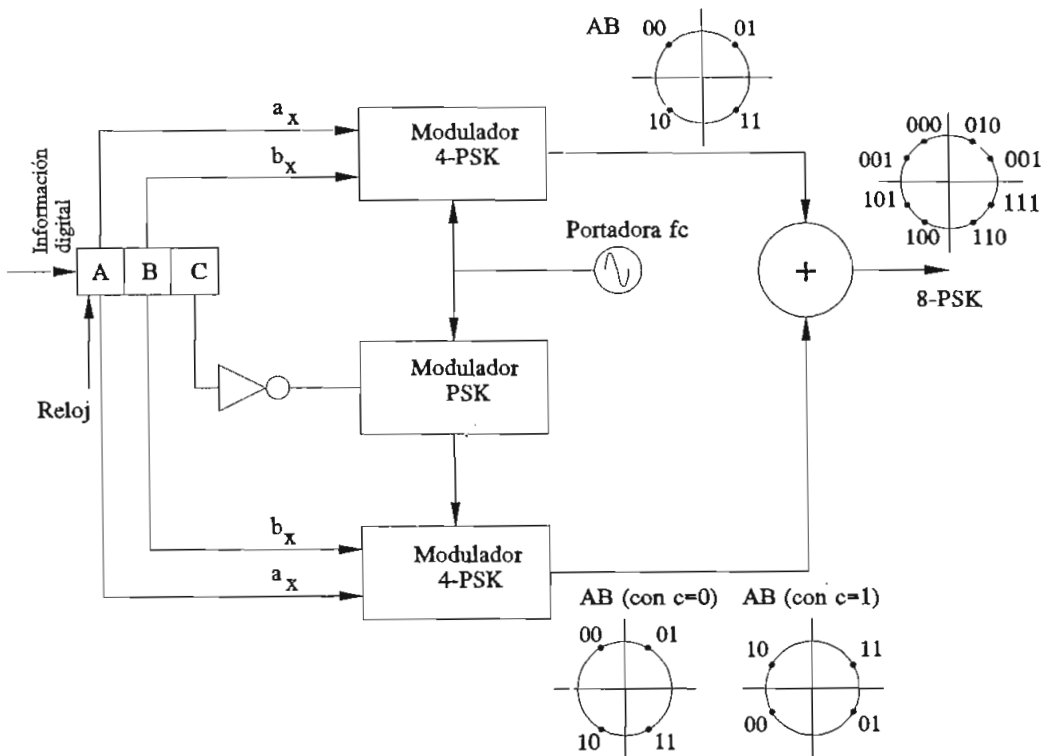 AB
00 01
10 11
a x
b x
Modulador
4-PSK
000 010
001 001
101 111
100 110
Información
digital
Portadora fc
A B C
+
8-PSK
Reloj
Modulador
PSK
b x
a x
Modulador
4-PSK
AB (con c=0) AB (con c=1)
00 01 10 11
10 11 00 01